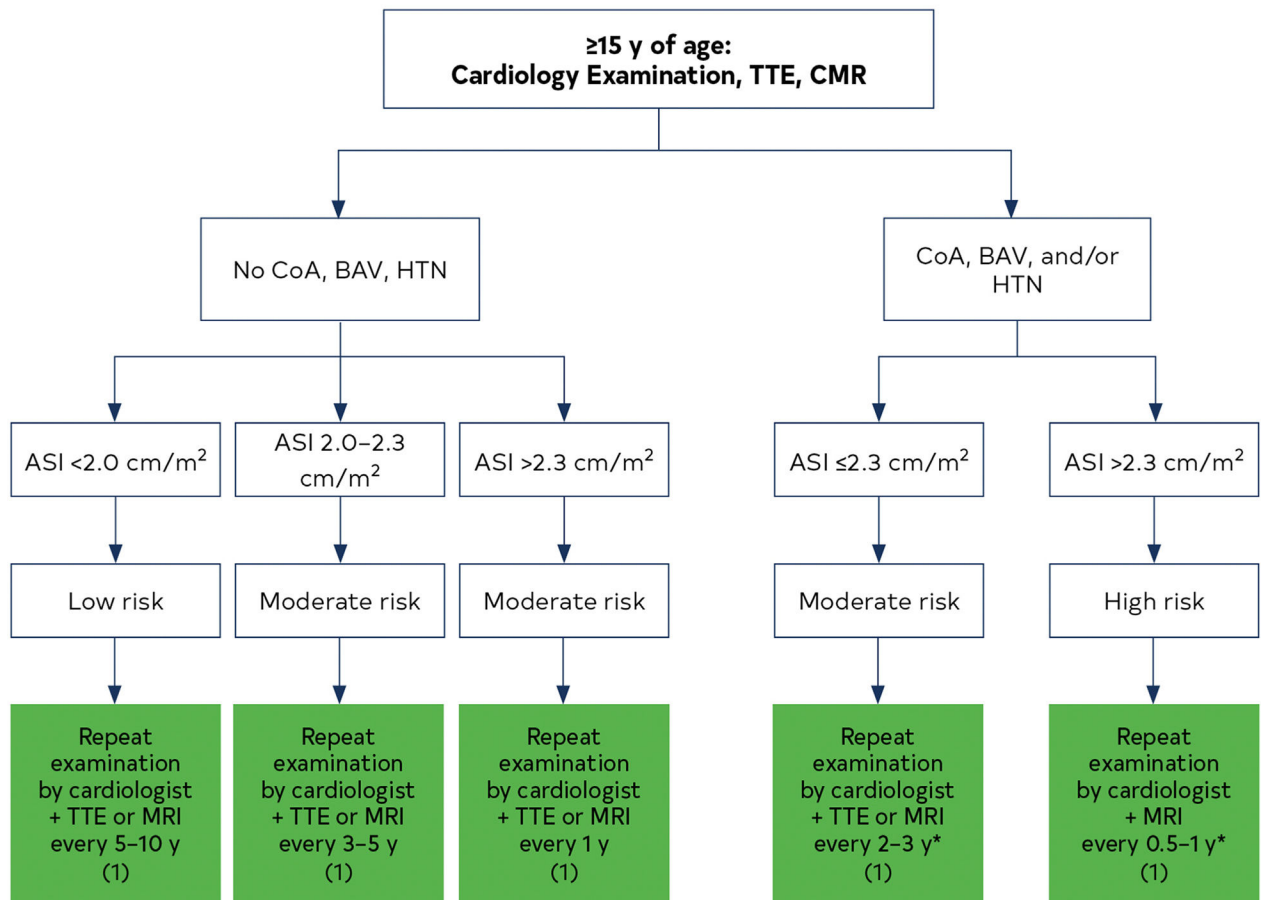 ≥15 y of age:
Cardiology Examination, TTE, CMR
No CoA, BAV, HTN
CoA, BAV, and/or
HTN
ASI <2.0 cm/m²
ASI 2.0–2.3
cm/m²
ASI >2.3 cm/m²
ASI ≤2.3 cm/m²
ASI >2.3 cm/m²
Low risk
Moderate risk
Moderate risk
Moderate risk
High risk
Repeat
examination
by cardiologist
+ TTE or MRI
every 5–10 y
(1)
Repeat
examination
by cardiologist
+ TTE or MRI
every 3–5 y
(1)
Repeat
examination
by cardiologist
+ TTE or MRI
every 1 y
(1)
Repeat
examination
by cardiologist
+ TTE or MRI
every 2–3 y*
(1)
Repeat
examination
by cardiologist
+ MRI
every 0.5–1 y*
(1)